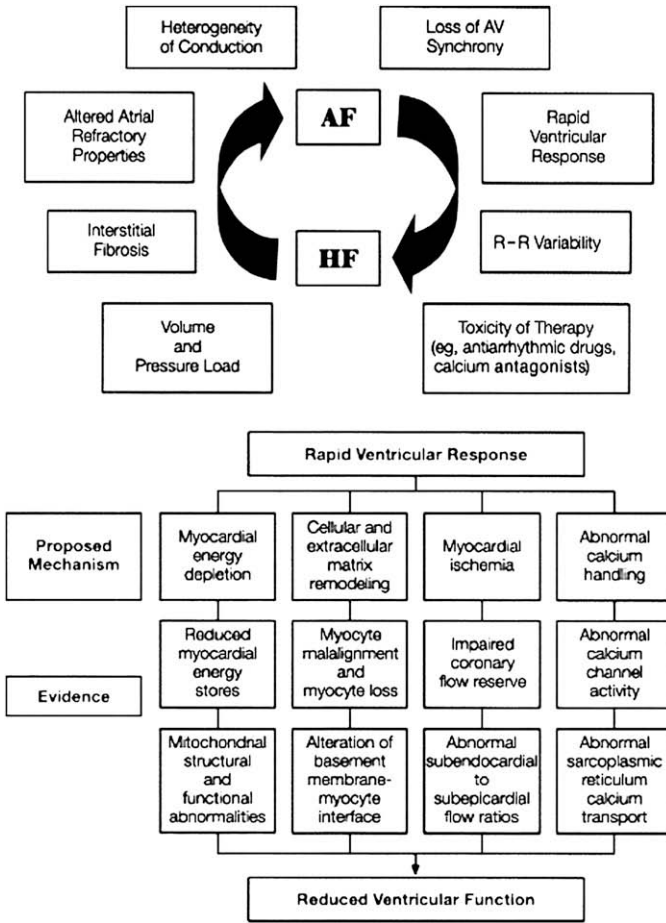 Heterogeneity
of Conduction
Loss of AV
Synchrony
Altered Atrial
Refractory
Properties
AF
Rapid
Ventricular
Response
Interstitial
Fibrosis
HF
R-R Variability
Volume
and
Pressure Load
Toxicity of Therapy
(eg, antiarrhythmic drugs,
calcium antagonists)
Rapid Ventricular Response
Proposed
Mechanism
Myocardial
energy
depletion
Cellular and
extracellular
matrix
remodeling
Myocardial
ischemia
Abnormal
calcium
handling
Evidence
Reduced
myocardial
energy
stores
Myocyte
malalignment
and
myocyte loss
Impaired
coronary
flow reserve
Abnormal
calcium
channel
activity
Mitochondrial
structural
and
functional
abnormalities
Alteration of
basement
membrane-
myocyte
interface
Abnormal
subendocardial
to
subepicardial
flow ratios
Abnormal
sarcoplasmic
reticulum
calcium
transport
Reduced Ventricular Function